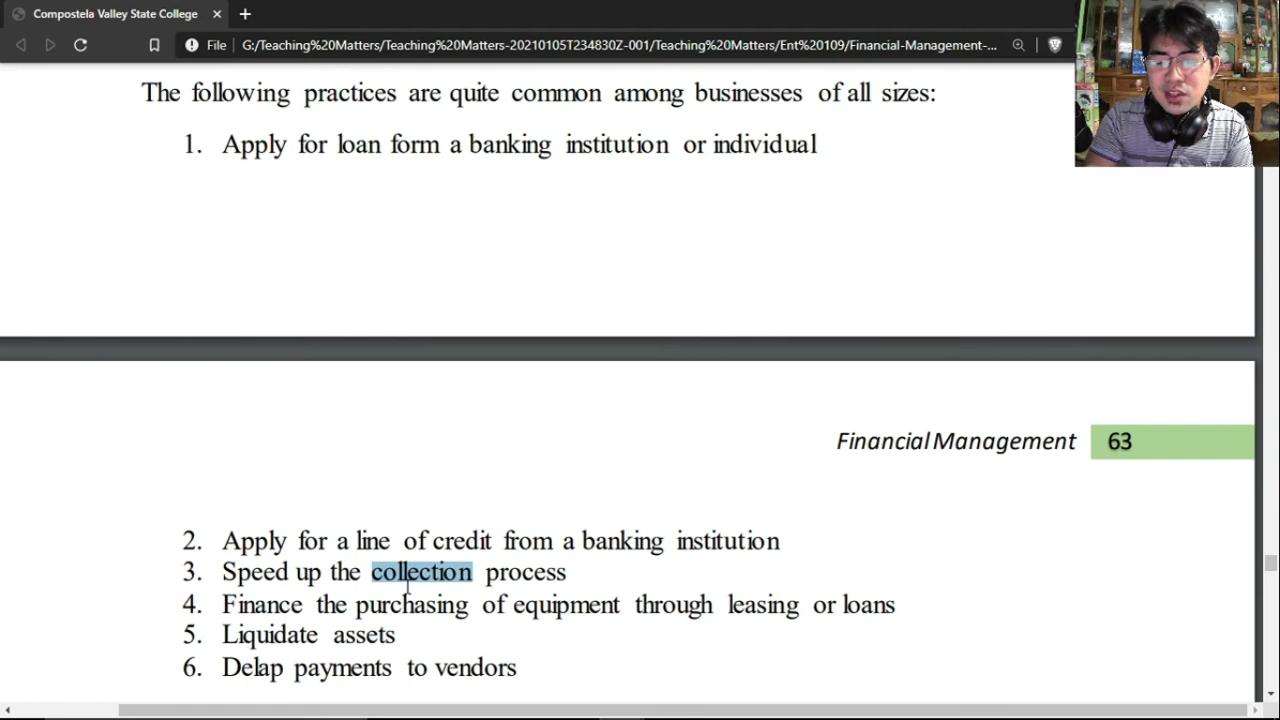 Compostela Valley State College
File
G:/Teaching%20Matters/Teaching%20Matters-20210105T234830Z-001/Teaching%20Matters/Ent%20109/Financial-Management-...
The following practices are quite common among businesses of all sizes:
1. Apply for loan form a banking institution or individual
Financial Management 63
2. Apply for a line of credit from a banking institution
3. Speed up the collection process
4. Finance the purchasing of equipment through leasing or loans
5. Liquidate assets
6. Delap payments to vendors